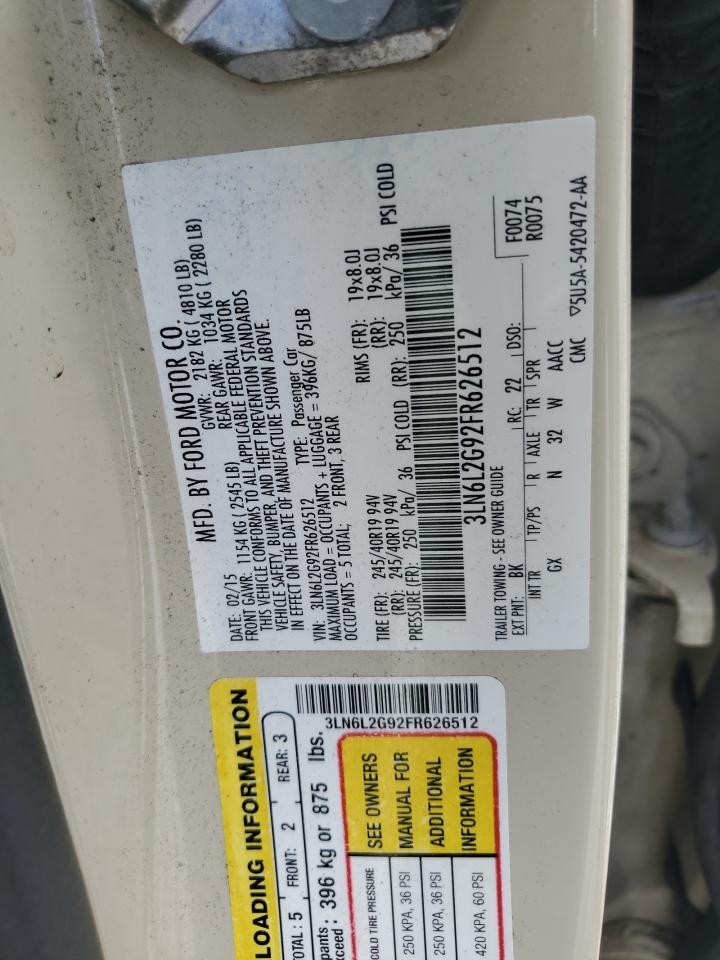 MFD. BY FORD MOTOR CO.
DATE: 02/15 GVWR: 2182 KG ( 4810 LB)
FRONT GAWR: 1154 KG ( 2545 LB) REAR GAWR: 1034 KG ( 2280 LB)
THIS VEHICLE CONFORMS TO ALL APPLICABLE FEDERAL MOTOR
VEHICLE SAFETY, BUMPER, AND THEFT PREVENTION STANDARDS
IN EFFECT ON THE DATE OF MANUFACTURE SHOWN ABOVE.
VIN: 3LN6L2G92FR626512 TYPE: Passenger Car
MAXIMUM LOAD = OCCUPANTS + LUGGAGE = 396KG/ 875LB
OCCUPANTS = 5 TOTAL; 2 FRONT, 3 REAR
TIRE (FR): 245/40R19 94V RIMS (FR): 19x8.0J
(RR): 245/40R19 94V (RR): 19x8.0J
PRESSURE (FR): 250 kPa/ 36 PSI COLD (RR): 250 kPa/ 36 PSI COLD
3LN6L2G92FR626512
TRAILER TOWING - SEE OWNER GUIDE
EXT PNT: BK RC: 22 DSO: F0074
R0075
INT TR TP/PS R AXLE TR SPR
GX N 32 W AACC
CMC ▽5U5A-5420472-AA
LOADING INFORMATION
TOTAL : 5 FRONT: 2 REAR: 3
pants : 396 kg or 875 lbs.
exceed :
3LN6L2G92FR626512
COLD TIRE PRESSURE
250 KPA, 36 PSI
250 KPA, 36 PSI
420 KPA, 60 PSI
SEE OWNERS
MANUAL FOR
ADDITIONAL
INFORMATION